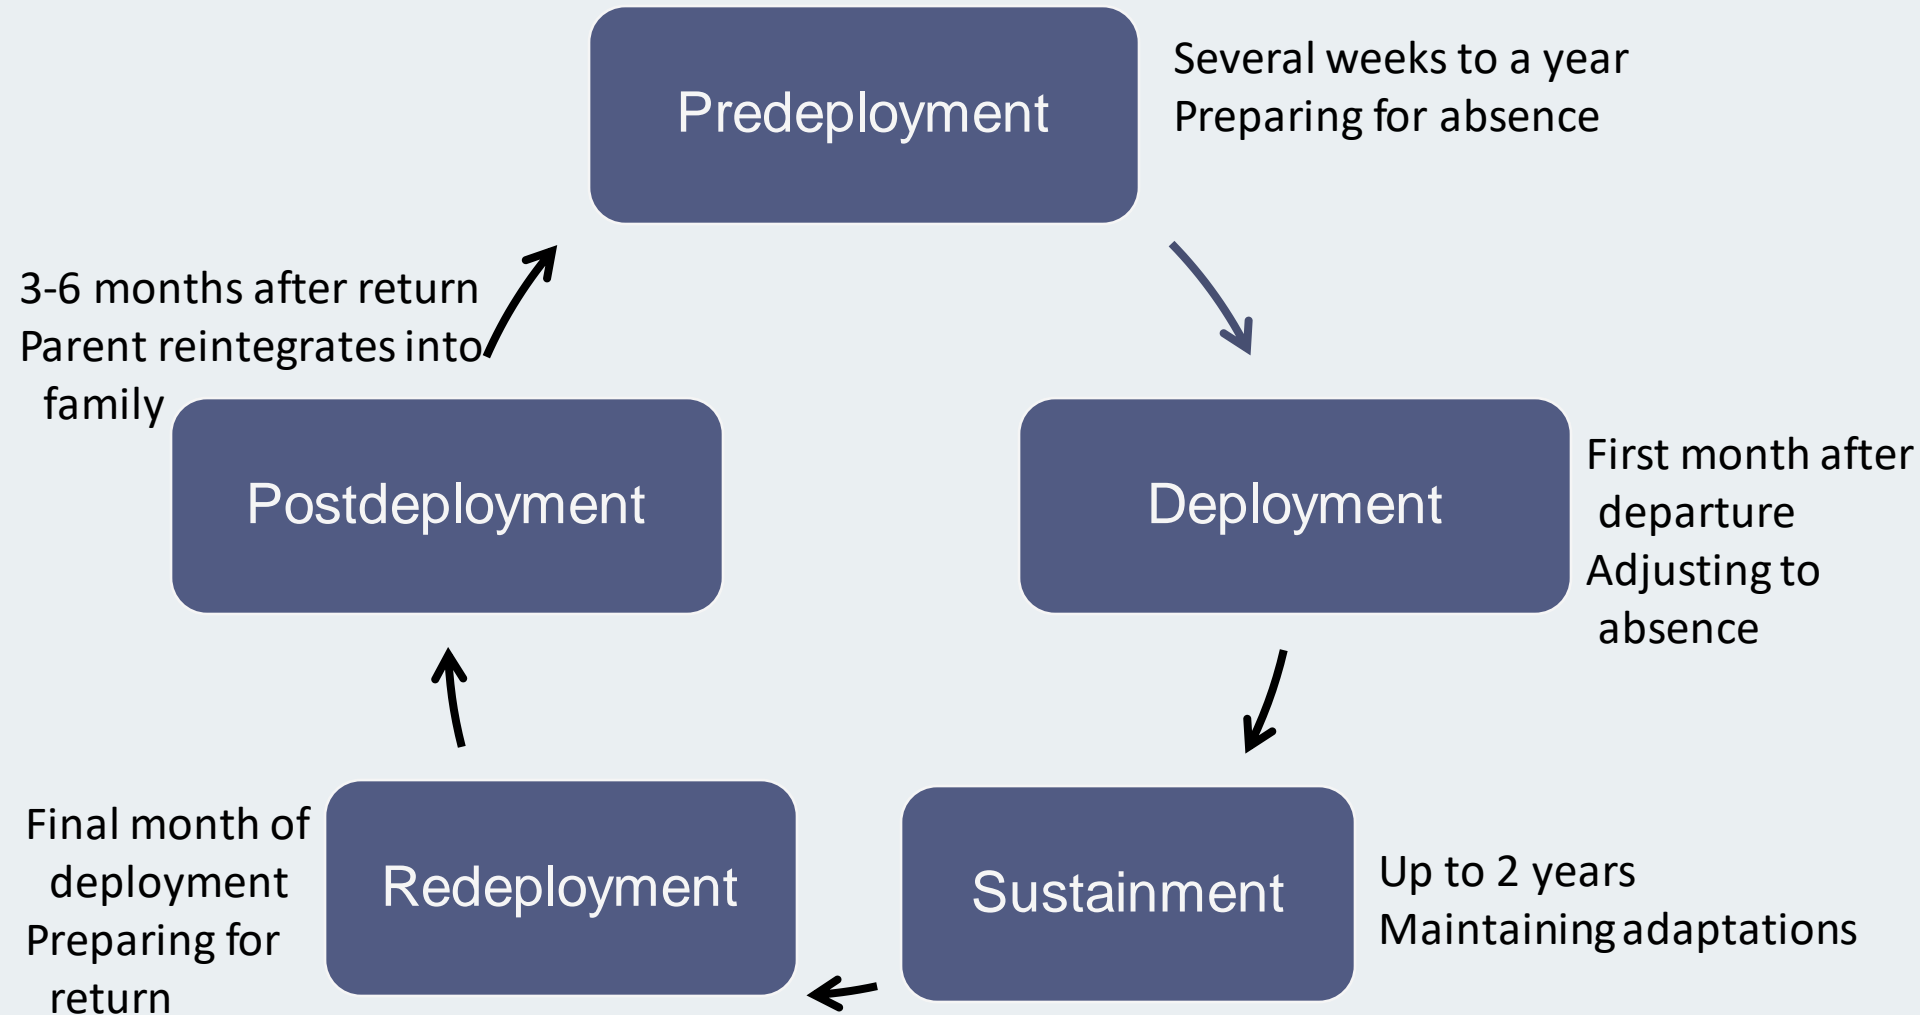 Predeployment
Several weeks to a year
Preparing for absence
Deployment
First month after
departure
Adjusting to
absence
Sustainment
Up to 2 years
Maintaining adaptations
Redeployment
Final month of
deployment
Preparing for
return
Postdeployment
3-6 months after return
Parent reintegrates into
family